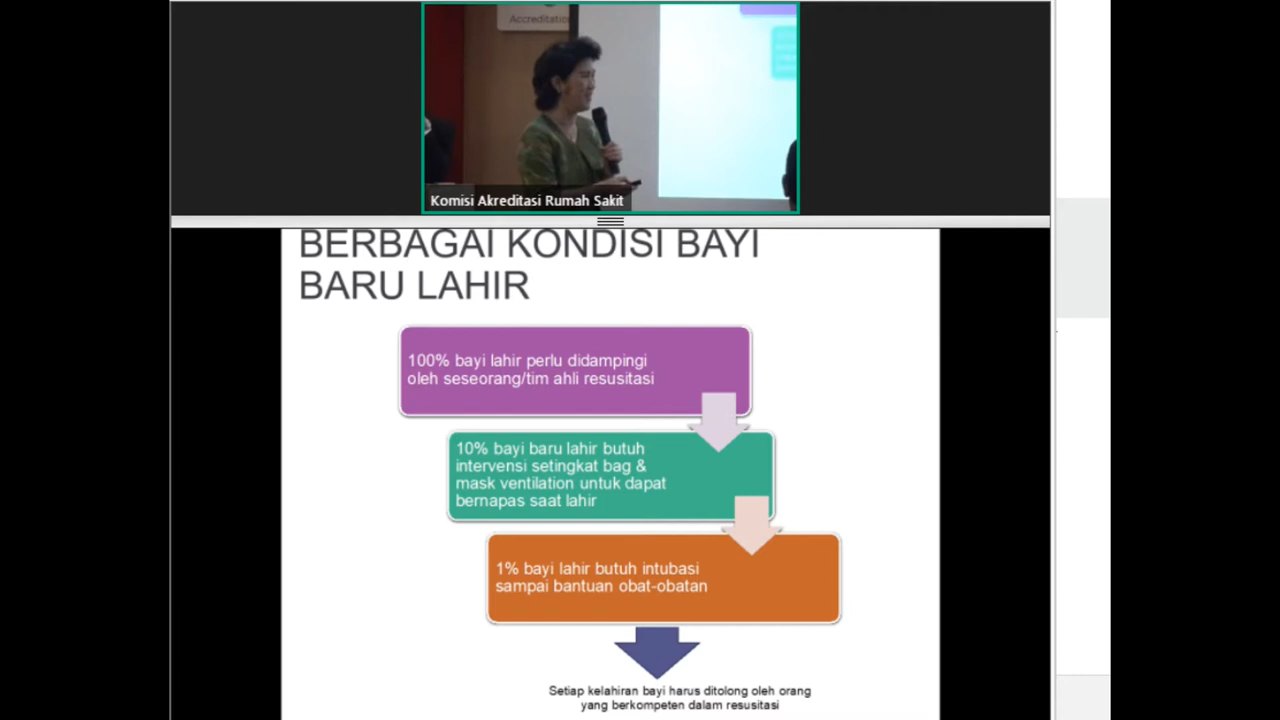 Accreditation
Komisi Akreditasi Rumah Sakit
BERBAGAI KONDISI BAYI
BARU LAHIR
100% bayi lahir perlu didampingi
oleh seseorang/tim ahli resusitasi
10% bayi baru lahir butuh
intervensi setingkat bag &
mask ventilation untuk dapat
bernapas saat lahir
1% bayi lahir butuh intubasi
sampai bantuan obat-obatan
Setiap kelahiran bayi harus ditolong oleh orang
yang berkompeten dalam resusitasi